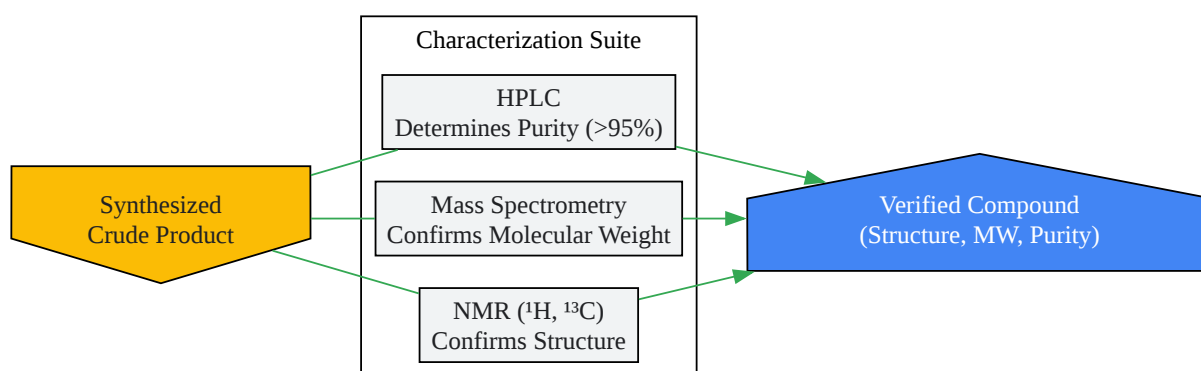 Characterization Suite
HPLC
Determines Purity (>95%)
Synthesized
Crude Product
Mass Spectrometry
Confirms Molecular Weight
Verified Compound
(Structure, MW, Purity)
NMR (¹H, ¹³C)
Confirms Structure